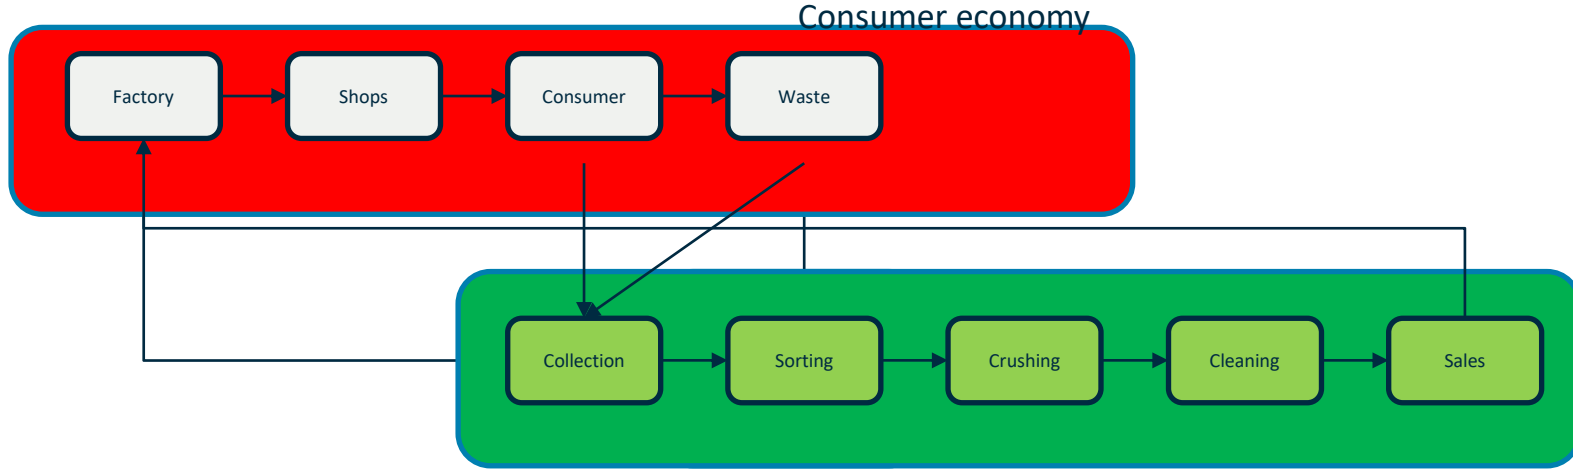 Consumer economy
Factory
Shops
Consumer
Waste
Collection
Sorting
Crushing
Cleaning
Sales